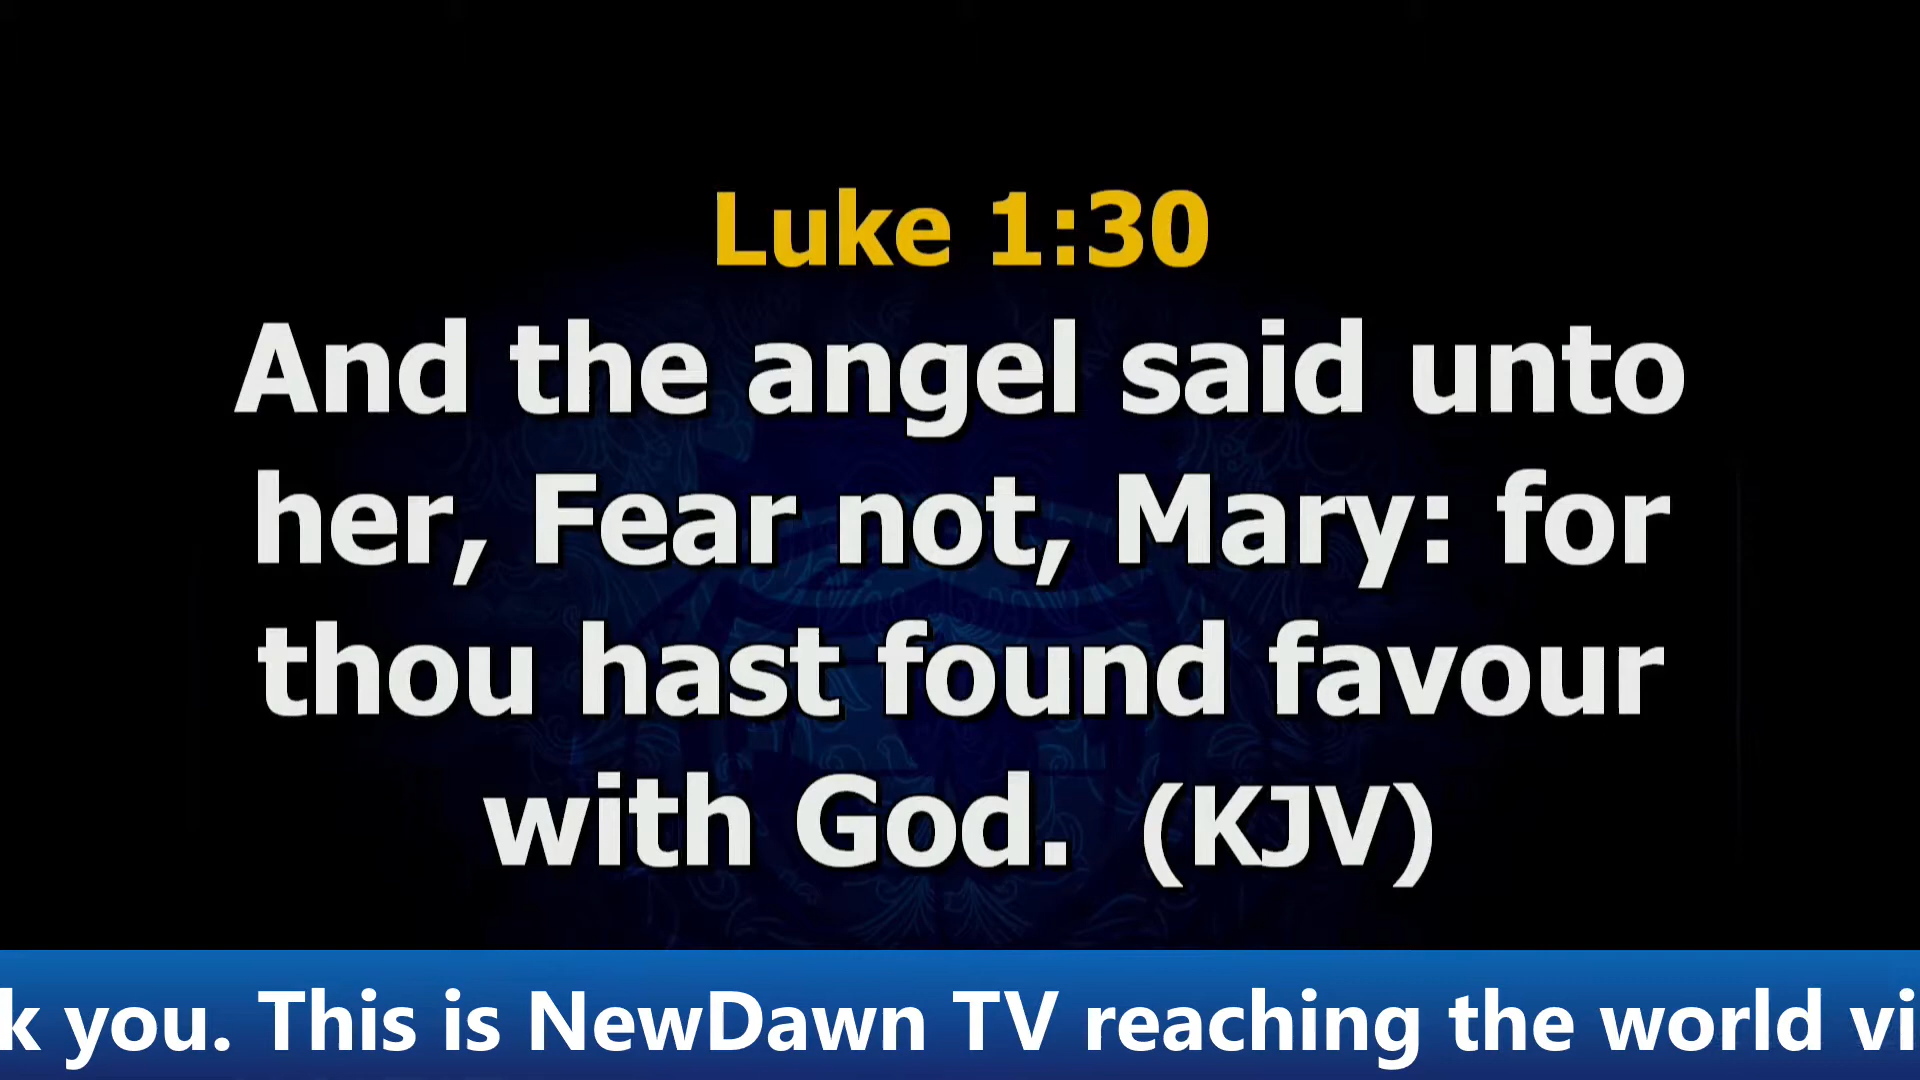 Luke 1:30
And the angel said unto
her, Fear not, Mary: for
thou hast found favour
with God. (KJV)
k you. This is NewDawn TV reaching the world vi